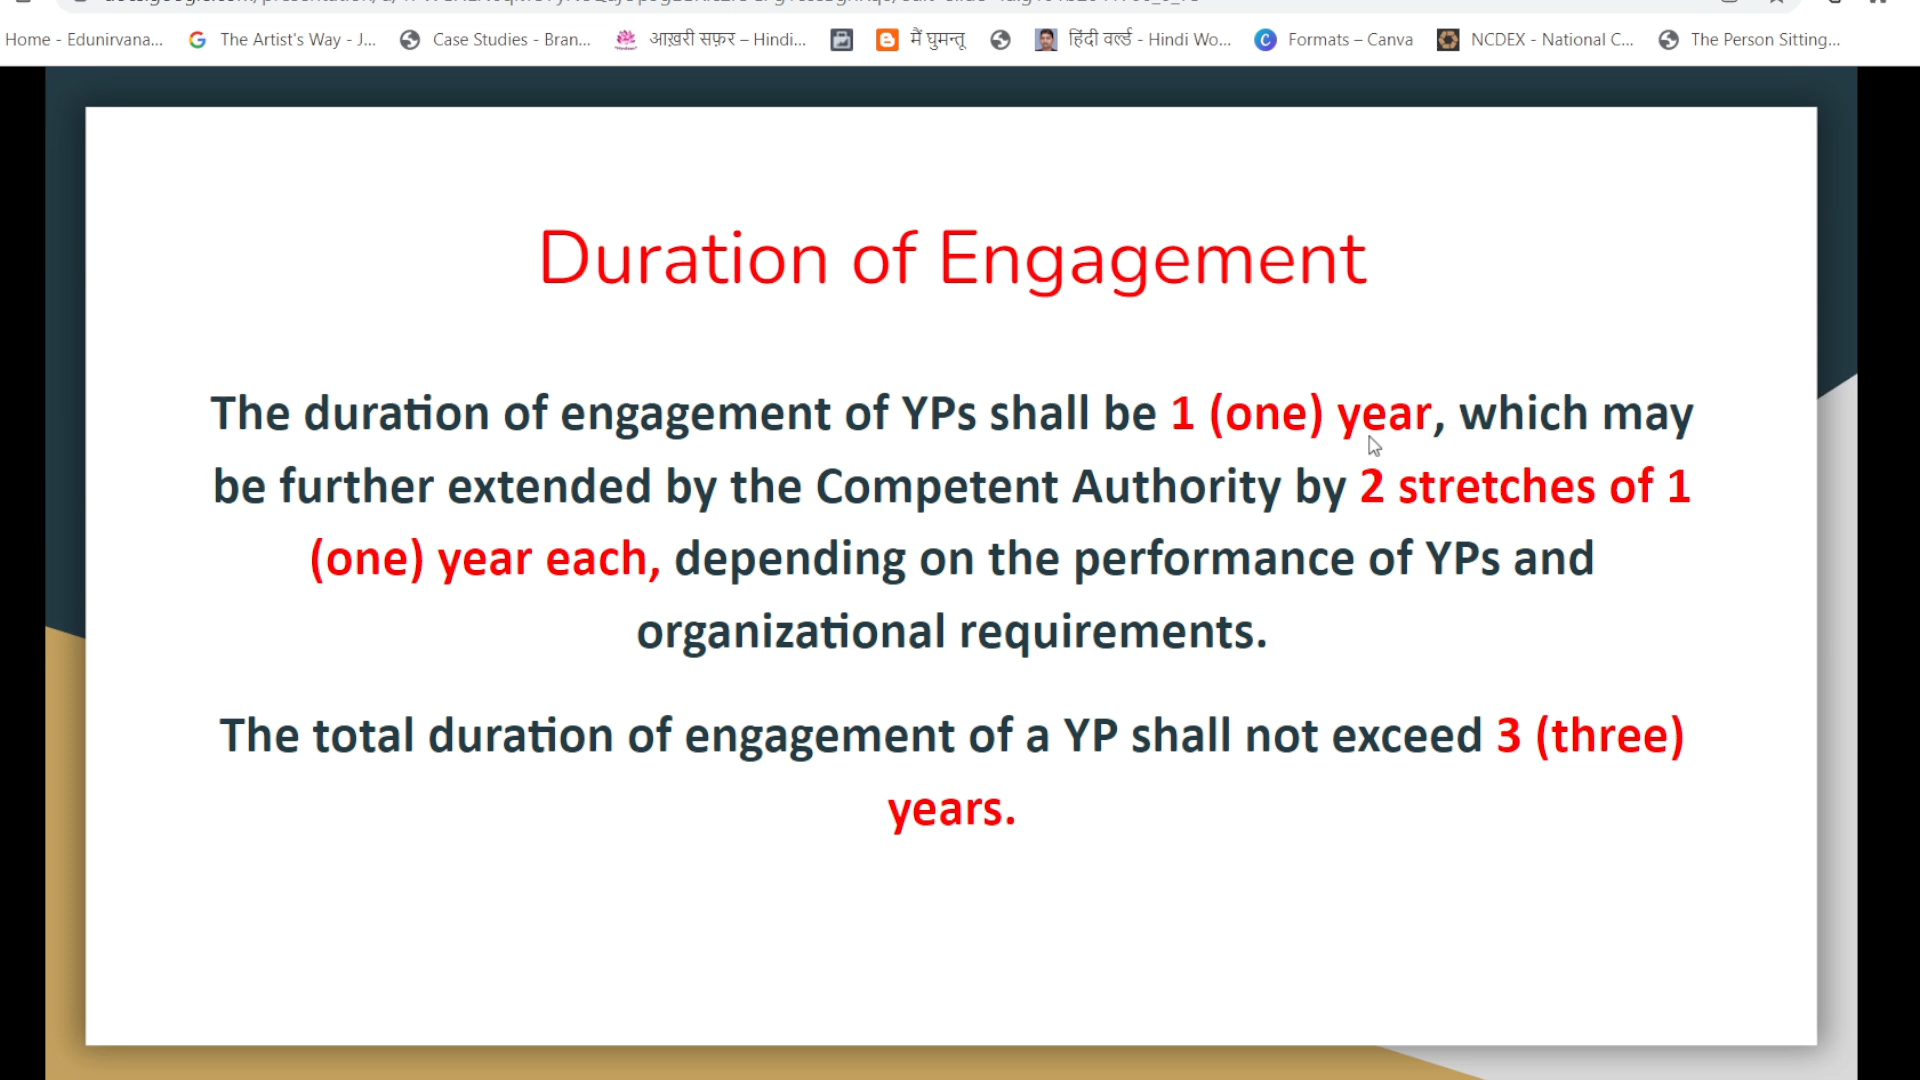 Home - Edunirvana... The Artist's Way - J... Case Studies - Bran... आख़री सफ़र – Hindi... मैं घुमन्तू हिंदी वर्ल्ड - Hindi Wo... Formats – Canva NCDEX - National C... The Person Sitting...
Duration of Engagement
The duration of engagement of YPs shall be 1 (one) year, which may
be further extended by the Competent Authority by 2 stretches of 1
(one) year each, depending on the performance of YPs and
organizational requirements.
The total duration of engagement of a YP shall not exceed 3 (three)
years.